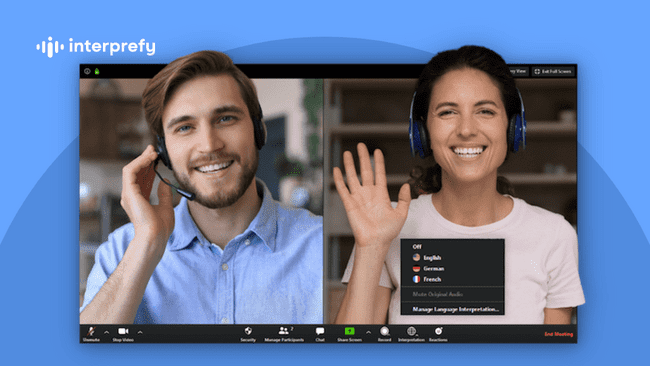 interprefy
Exit Full Screen
Off
English
German
French
Mute Original Audio
Manage Language Interpretation...
Unmute
Stop Video
Security
Manage Participants
2
Chat
Share Screen
Record
Interpretation
Reactions
End Meeting